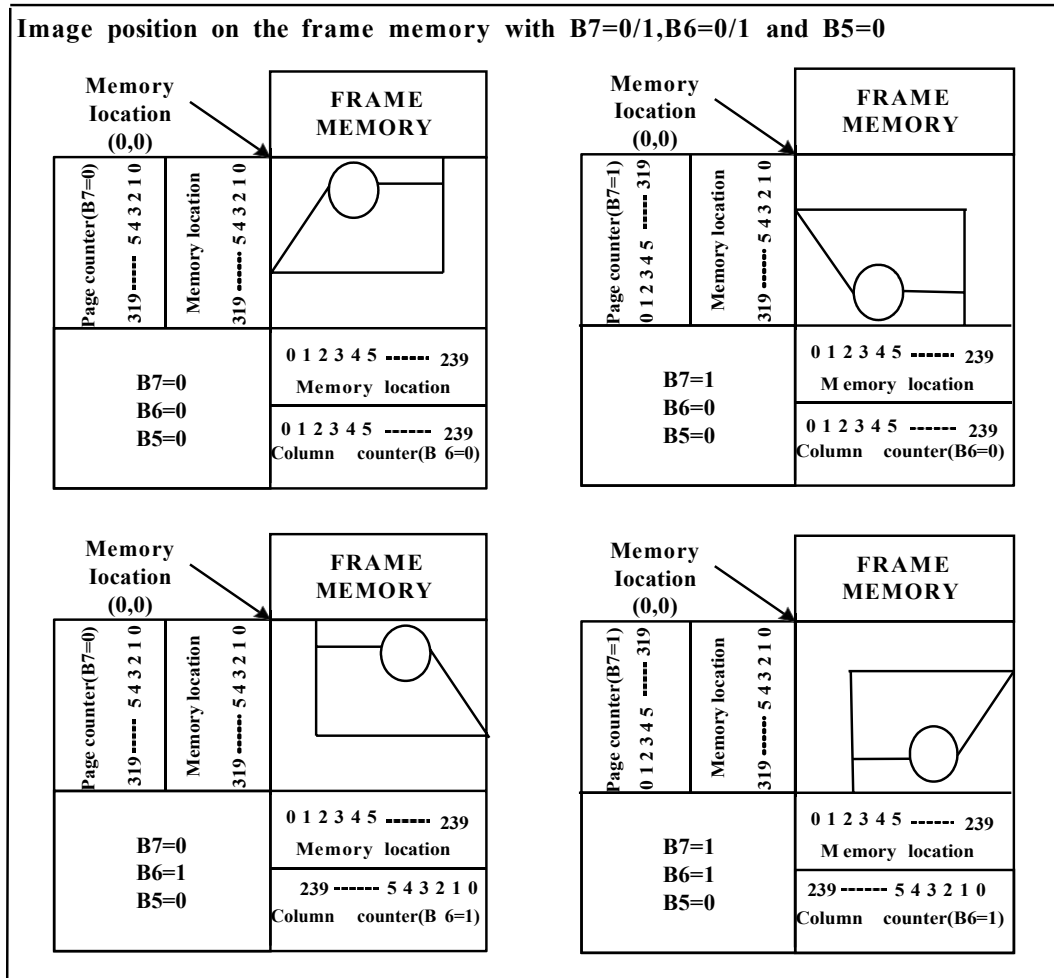 Image position on the frame memory with B7=0/1,B6=0/1 and B5=0
Memory
location
(0,0)
FRAME
MEMORY
Page counter(B7=0)
319 ------ 5 4 3 2 1 0
Memory location
319 ------ 5 4 3 2 1 0
B7=0
B6=0
B5=0
0 1 2 3 4 5 ------ 239
Memory location
0 1 2 3 4 5 ------ 239
Column counter(B 6=0)
Memory
location
(0,0)
FRAME
MEMORY
Page counter(B7=1)
0 1 2 3 4 5 ------ 319
Memory location
319 ------ 5 4 3 2 1 0
B7=1
B6=0
B5=0
0 1 2 3 4 5 ------ 239
M emory location
0 1 2 3 4 5 ------ 239
Column counter(B6=0)
Memory
location
(0,0)
FRAME
MEMORY
Page counter(B7=0)
319 ------ 5 4 3 2 1 0
Memory location
319 ------ 5 4 3 2 1 0
B7=0
B6=1
B5=0
0 1 2 3 4 5 ------ 239
Memory location
239 ------ 5 4 3 2 1 0
Column counter(B 6=1)
Memory
location
(0,0)
FRAME
MEMORY
Page counter(B7=1)
0 1 2 3 4 5 ------ 319
Memory location
319 ------ 5 4 3 2 1 0
B7=1
B6=1
B5=0
0 1 2 3 4 5 ------ 239
M emory location
239 ------ 5 4 3 2 1 0
Column counter(B6=1)